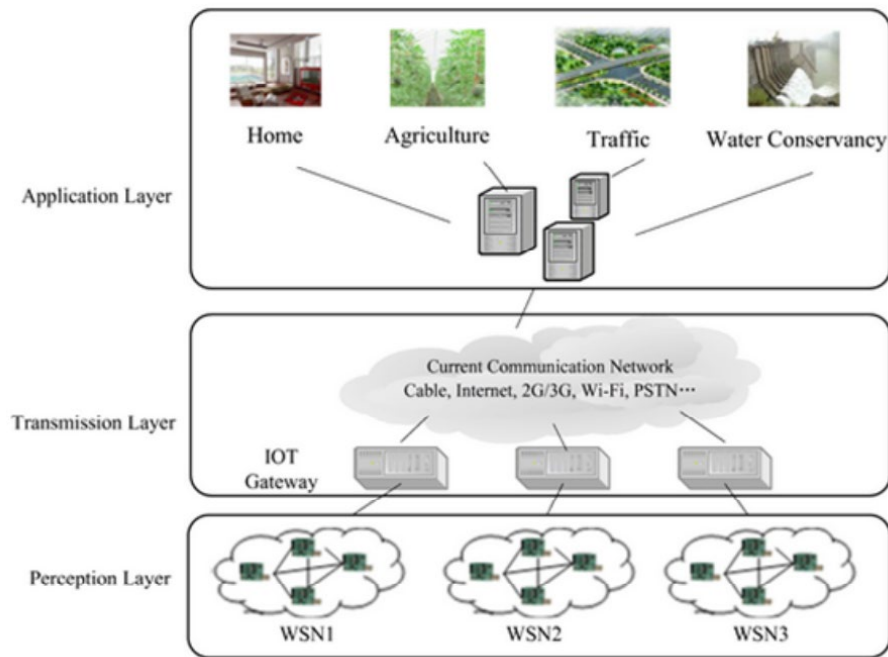 Home
Agriculture
Traffic
Water Conservancy
Application Layer
Current Communication Network
Cable, Internet, 2G/3G, Wi-Fi, PSTN···
Transmission Layer
IOT
Gateway
Perception Layer
WSN1
WSN2
WSN3